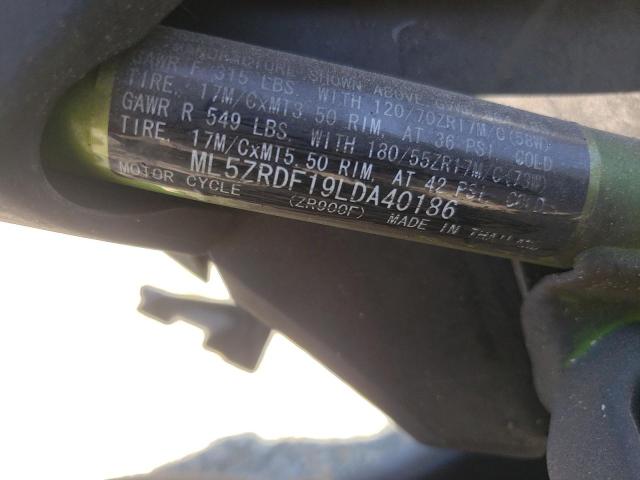 SHOWN ABOVE
GAWR F 315 LBS. WITH 120/70ZR17M/C(58W)
TIRE, 17M/CxMT3.50 RIM, AT 36 PSI COLD
GAWR R 549 LBS. WITH 180/55ZR17M/C(73W)
TIRE, 17M/CxMT5.50 RIM, AT 42 PSI COLD
ML5ZRDF19LDA40186
MOTOR CYCLE (ZR900F) MADE IN THAILAND